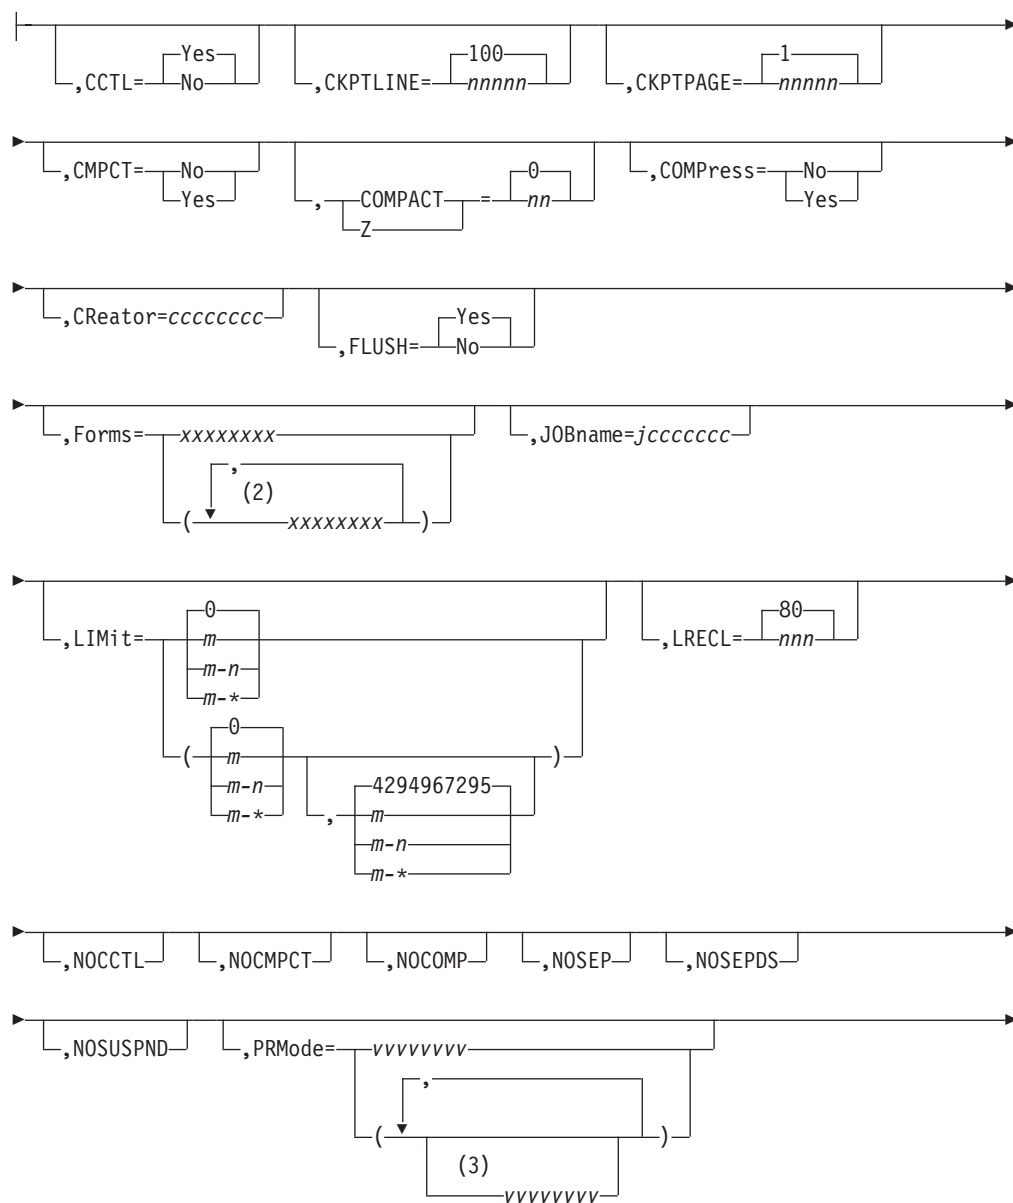 Yes 100 1
,CCTL= No ,CKPTLINE= nnnnn ,CKPTPAGE= nnnnn
,CMPCT= No , COMPACT = 0 ,COMPress= No
Yes Z nn Yes
,CReator=cccccccc Yes
,FLUSH= No
,Forms= xxxxxxxx ,JOBname=jccccccc
,
(2)
( xxxxxxxx )
,LIMit= 0 ,LRECL= 80
m nnn
m-n
m-*
0
( m )
m-n 4294967295
m-* , m
m-n
m-*
,NOCCTL ,NOCMPCT ,NOCOMP ,NOSEP ,NOSEPDS
,NOSUSPND ,PRMode= vvvvvvvv
,
( )
(3)
vvvvvvvv